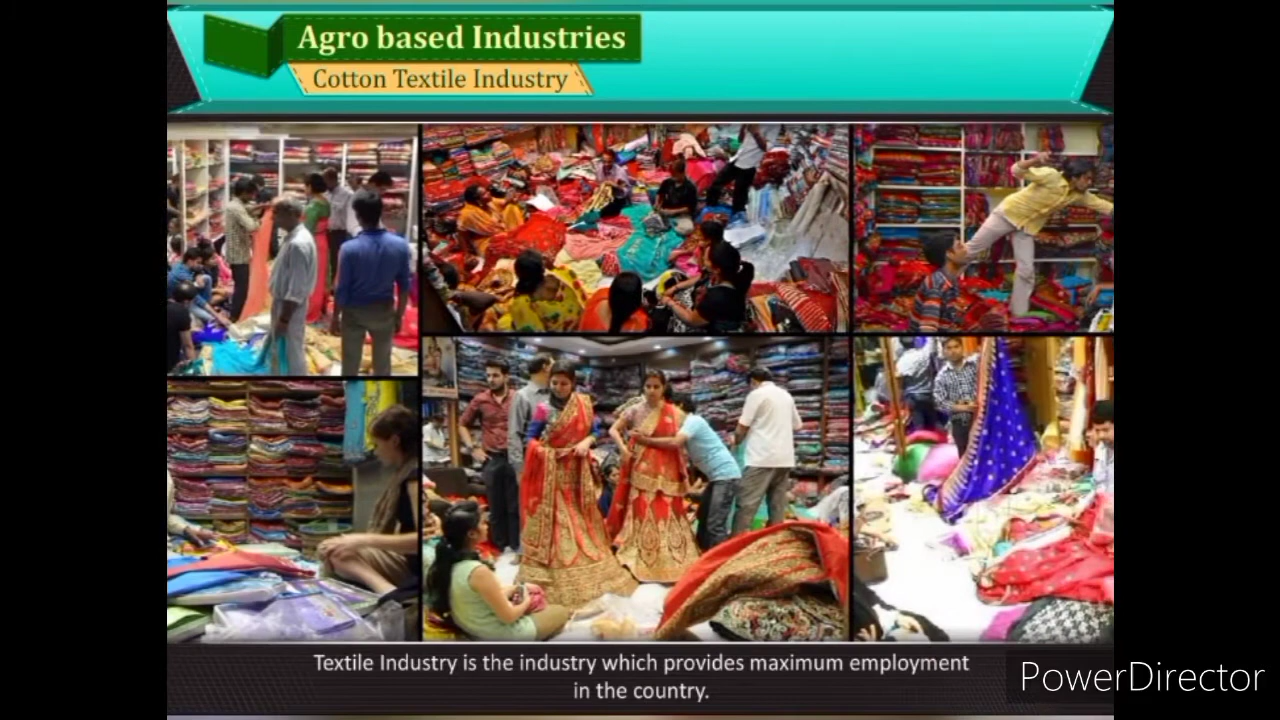 Agro based Industries
Cotton Textile Industry
Textile Industry is the industry which provides maximum employment
in the country.
PowerDirector